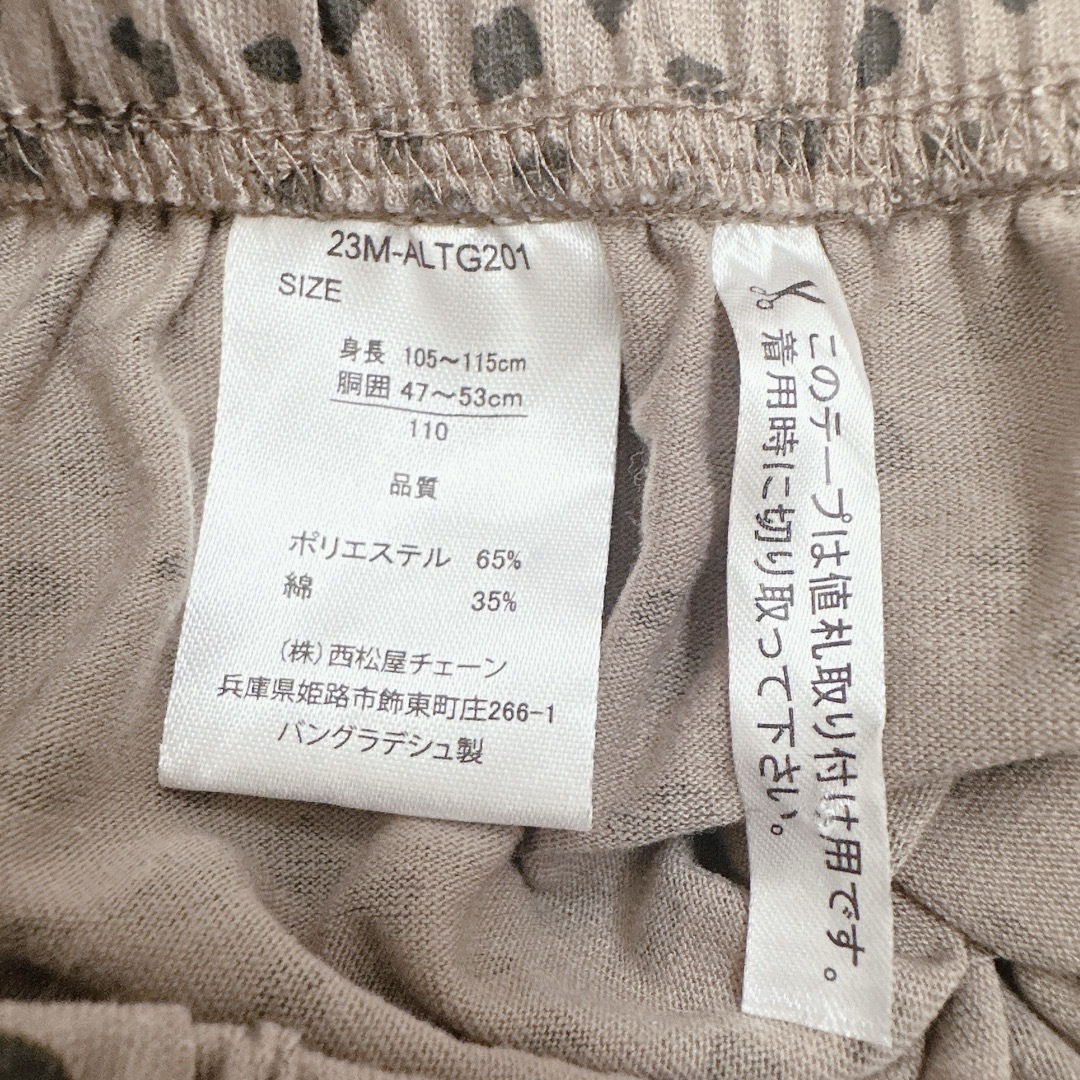 23M-ALTG201
SIZE
身長 105～115cm
胴囲 47～53cm
110
品質
ポリエステル 65%
綿 35%
(株)西松屋チェーン
兵庫県姫路市飾東町庄266-1
バングラデシュ製
このテープは値札取り付け用です。
着用時に切り取って下さい。